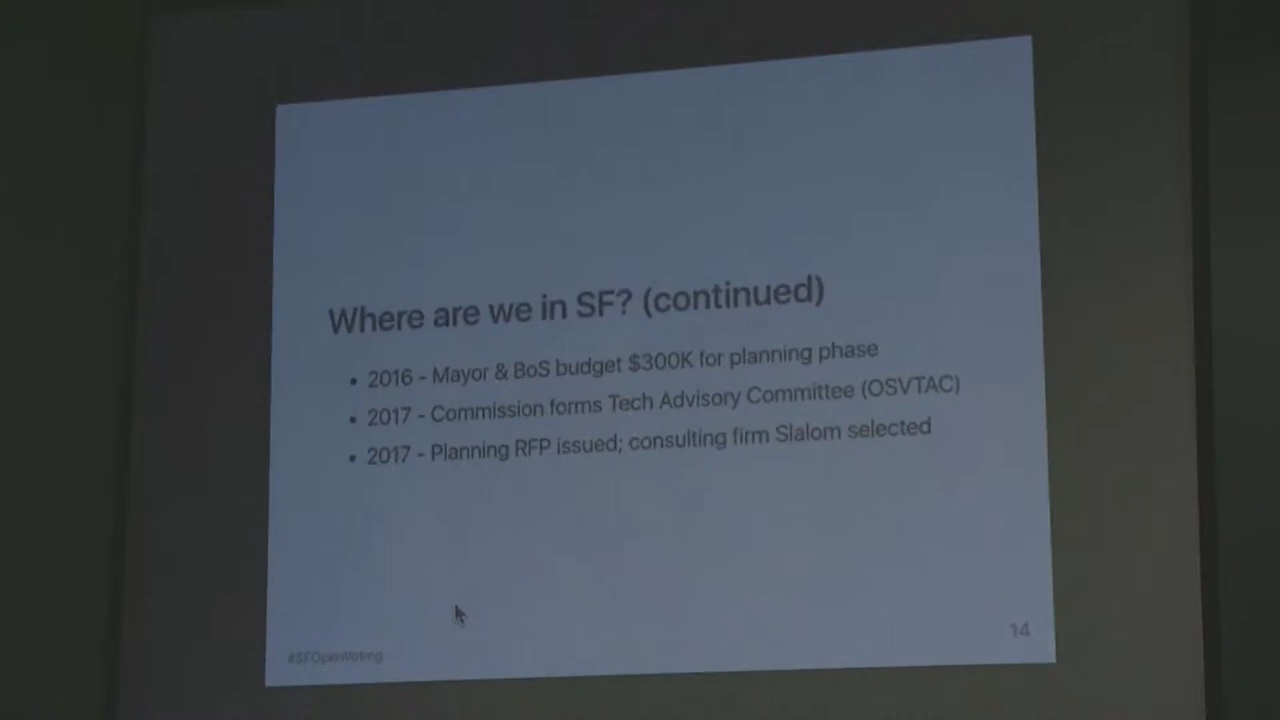 Where are we in SF? (continued)
• 2016 - Mayor & BoS budget $300K for planning phase
• 2017 - Commission forms Tech Advisory Committee (OSVTAC)
• 2017 - Planning RFP issued; consulting firm Slalom selected
#SFOpenVoting
14